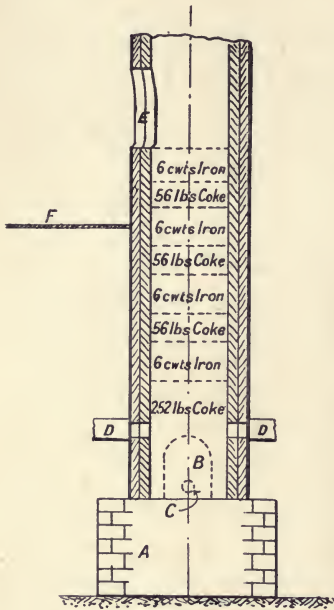 E
6 cwts Iron
56 lbs Coke
F
6 cwts Iron
56 lbs Coke
6 cwts Iron
56 lbs Coke
6 cwts Iron
252 lbs Coke
D
D
B
C
A